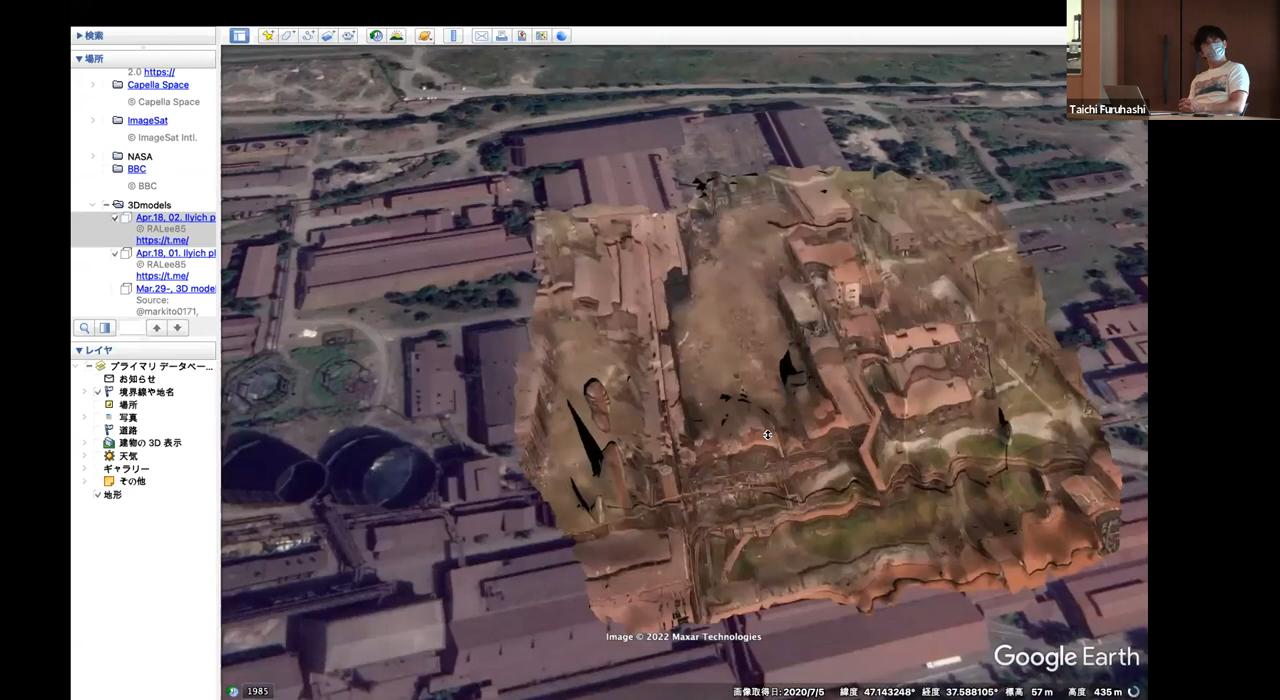 検索
場所
2.0 https://
Capella Space
© Capella Space
ImageSat
© ImageSat Intl.
NASA
BBC
© BBC
3Dmodels
Apr.18, 02. Ilyich p
© RALee85
https://t.me/
Apr.18, 01. Ilyich pl
© RALee85
https://t.me/
Mar.29-, 3D mode
Source:
@markito0171,
レイヤ
プライマリ データベー...
お知らせ
境界線や地名
場所
写真
道路
建物の 3D 表示
天気
ギャラリー
その他
地形
Taichi Furuhashi
Image © 2022 Maxar Technologies
Google Earth
1985
画像取得日: 2020/7/5 緯度 47.143248° 経度 37.588105° 標高 57 m 高度 435 m